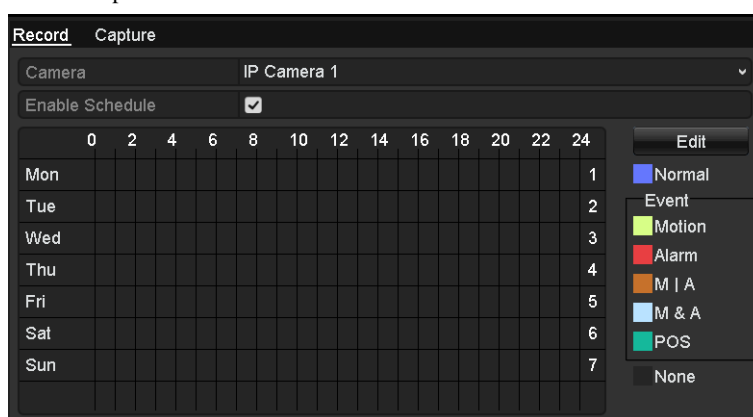 Record Capture
Camera IP Camera 1
Enable Schedule
0 2 4 6 8 10 12 14 16 18 20 22 24 Edit
Mon 1 Normal
Event
Tue 2
Motion
Wed 3
Alarm
Thu 4
M | A
Fri 5
M & A
Sat 6
POS
Sun 7
None